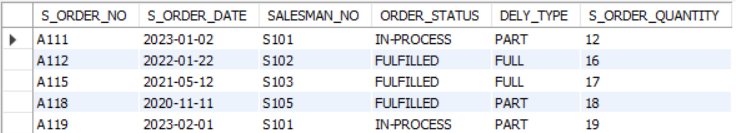 S_ORDER_NO S_ORDER_DATE SALESMAN_NO ORDER_STATUS DELY_TYPE S_ORDER_QUANTITY
A111 2023-01-02 S101 IN-PROCESS PART 12
A112 2022-01-22 S102 FULFILLED FULL 16
A115 2021-05-12 S103 FULFILLED FULL 17
A118 2020-11-11 S105 FULFILLED PART 18
A119 2023-02-01 S101 IN-PROCESS PART 19